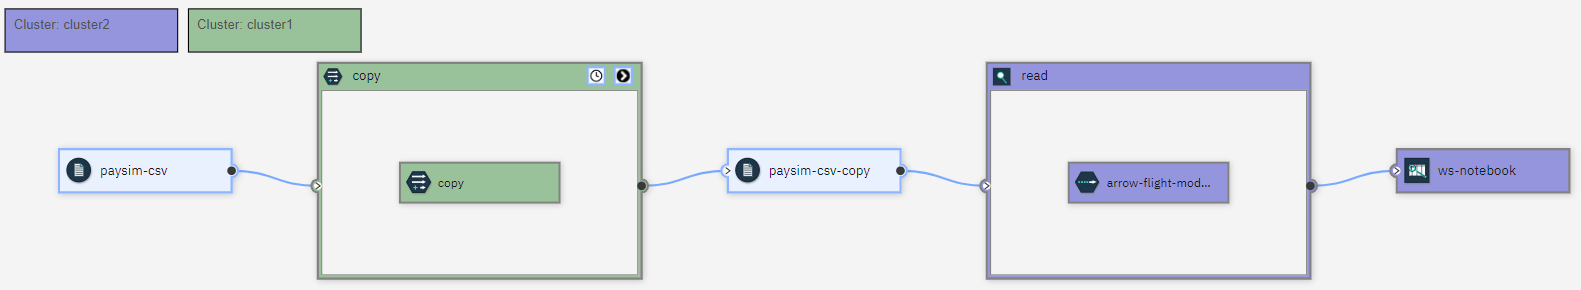 Cluster: cluster2
Cluster: cluster1
copy
read
paysim-csv
copy
paysim-csv-copy
arrow-flight-mod...
ws-notebook